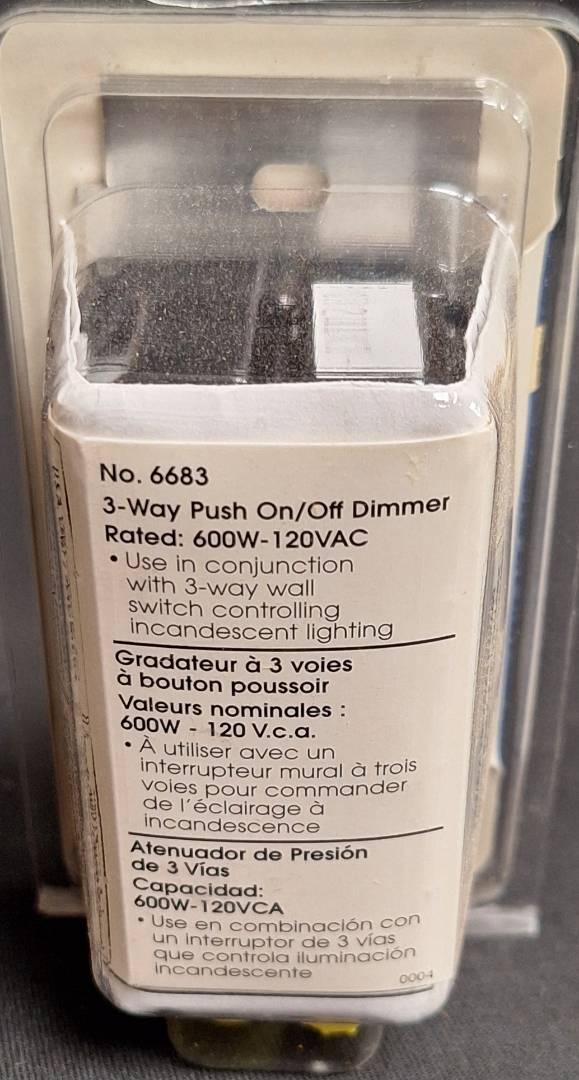 No. 6683
3-Way Push On/Off Dimmer
Rated: 600W-120VAC
• Use in conjunction
with 3-way wall
switch controlling
incandescent lighting
Gradateur à 3 voies
à bouton poussoir
Valeurs nominales :
600W - 120 V.c.a.
• À utiliser avec un
interrupteur mural à trois
voies pour commander
de l'éclairage à
incandescence
Atenuador de Presión
de 3 Vías
Capacidad:
600W-120VCA
• Use en combinación con
un interruptor de 3 vías
que controla iluminación
incandescente
0004